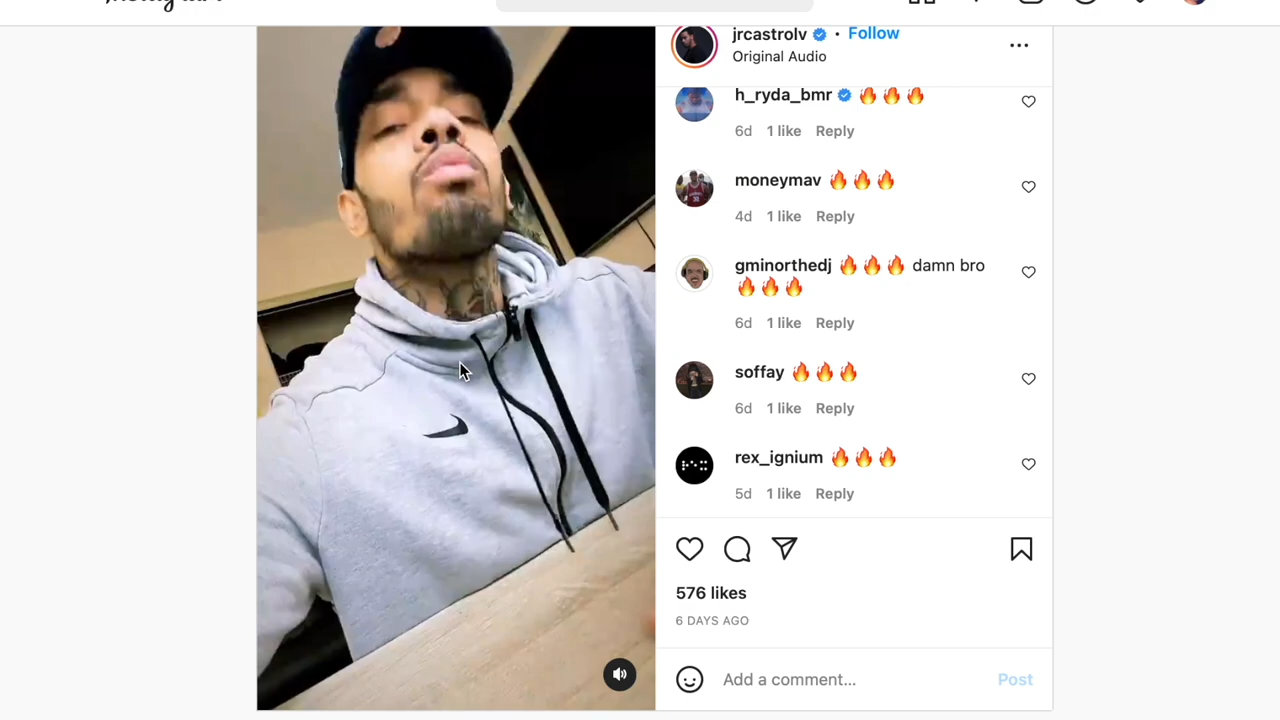 jrcastrolv • Follow
Original Audio
h_ryda_bmr 🔥🔥🔥
6d 1 like Reply
moneymav 🔥🔥🔥
4d 1 like Reply
gminorthedj 🔥🔥🔥 damn bro
🔥🔥🔥
6d 1 like Reply
soffay 🔥🔥🔥
6d 1 like Reply
rex_ignium 🔥🔥🔥
5d 1 like Reply
576 likes
6 DAYS AGO
Add a comment... Post